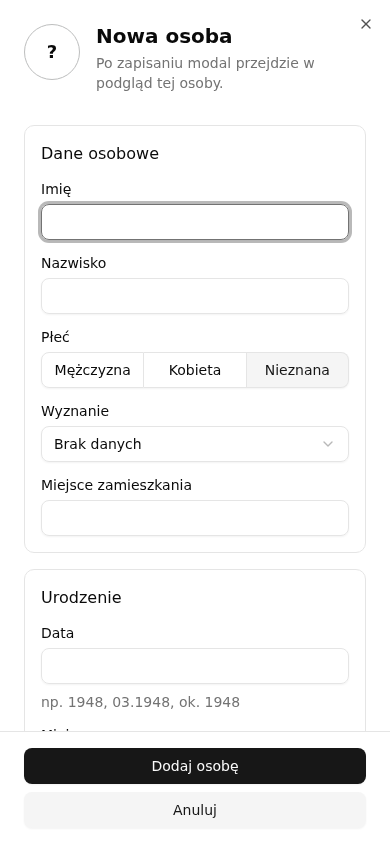 ?
Nowa osoba
Po zapisaniu modal przejdzie w
podgląd tej osoby.
Dane osobowe
Imię
Nazwisko
Płeć
Mężczyzna Kobieta Nieznana
Wyznanie
Brak danych
Miejsce zamieszkania
Urodzenie
Data
np. 1948, 03.1948, ok. 1948
Dodaj osobę
Anuluj